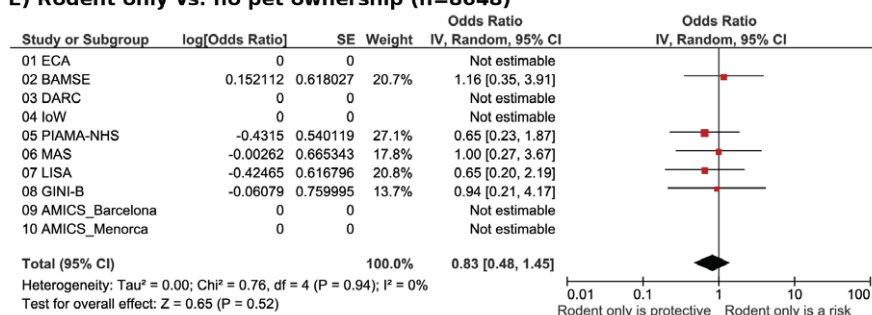 E) Rodent only vs. no pet ownership (n=8648)
Odds Ratio Odds Ratio
Study or Subgroup log[Odds Ratio] SE Weight IV, Random, 95% CI IV, Random, 95% CI
01 ECA 0 0 Not estimable
02 BAMSE 0.152112 0.618027 20.7% 1.16 [0.35, 3.91]
03 DARC 0 0 Not estimable
04 IoW 0 0 Not estimable
05 PIAMA-NHS -0.4315 0.540119 27.1% 0.65 [0.23, 1.87]
06 MAS -0.00262 0.665343 17.8% 1.00 [0.27, 3.67]
07 LISA -0.42465 0.616796 20.8% 0.65 [0.20, 2.19]
08 GINI-B -0.06079 0.759995 13.7% 0.94 [0.21, 4.17]
09 AMICS_Barcelona 0 0 Not estimable
10 AMICS_Menorca 0 0 Not estimable
Total (95% CI) 100.0% 0.83 [0.48, 1.45]
Heterogeneity: Tau² = 0.00; Chi² = 0.76, df = 4 (P = 0.94); I² = 0%
Test for overall effect: Z = 0.65 (P = 0.52)
0.01 0.1 1 10 100
Rodent only is protective Rodent only is a risk